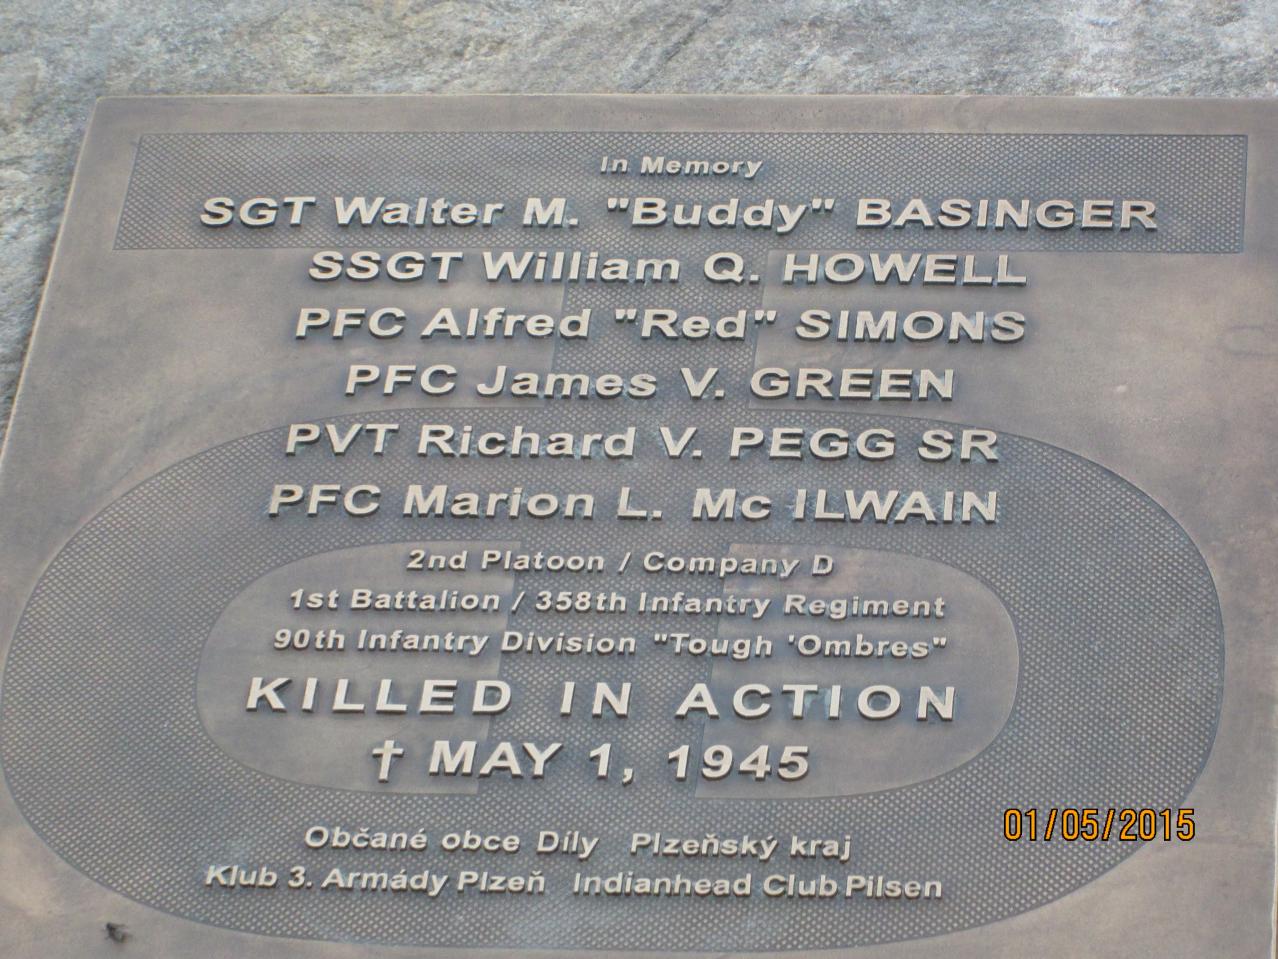 In Memory
SGT Walter M. "Buddy" BASINGER
SSGT William Q. HOWELL
PFC Alfred "Red" SIMONS
PFC James V. GREEN
PVT Richard V. PEGG SR
PFC Marion L. Mc ILWAIN
2nd Platoon / Company D
1st Battalion / 358th Infantry Regiment
90th Infantry Division "Tough 'Ombres"
KILLED IN ACTION
† MAY 1, 1945
Občané obce Díly Plzeňský kraj
Klub 3. Armády Plzeň Indianhead Club Pilsen
01/05/2015